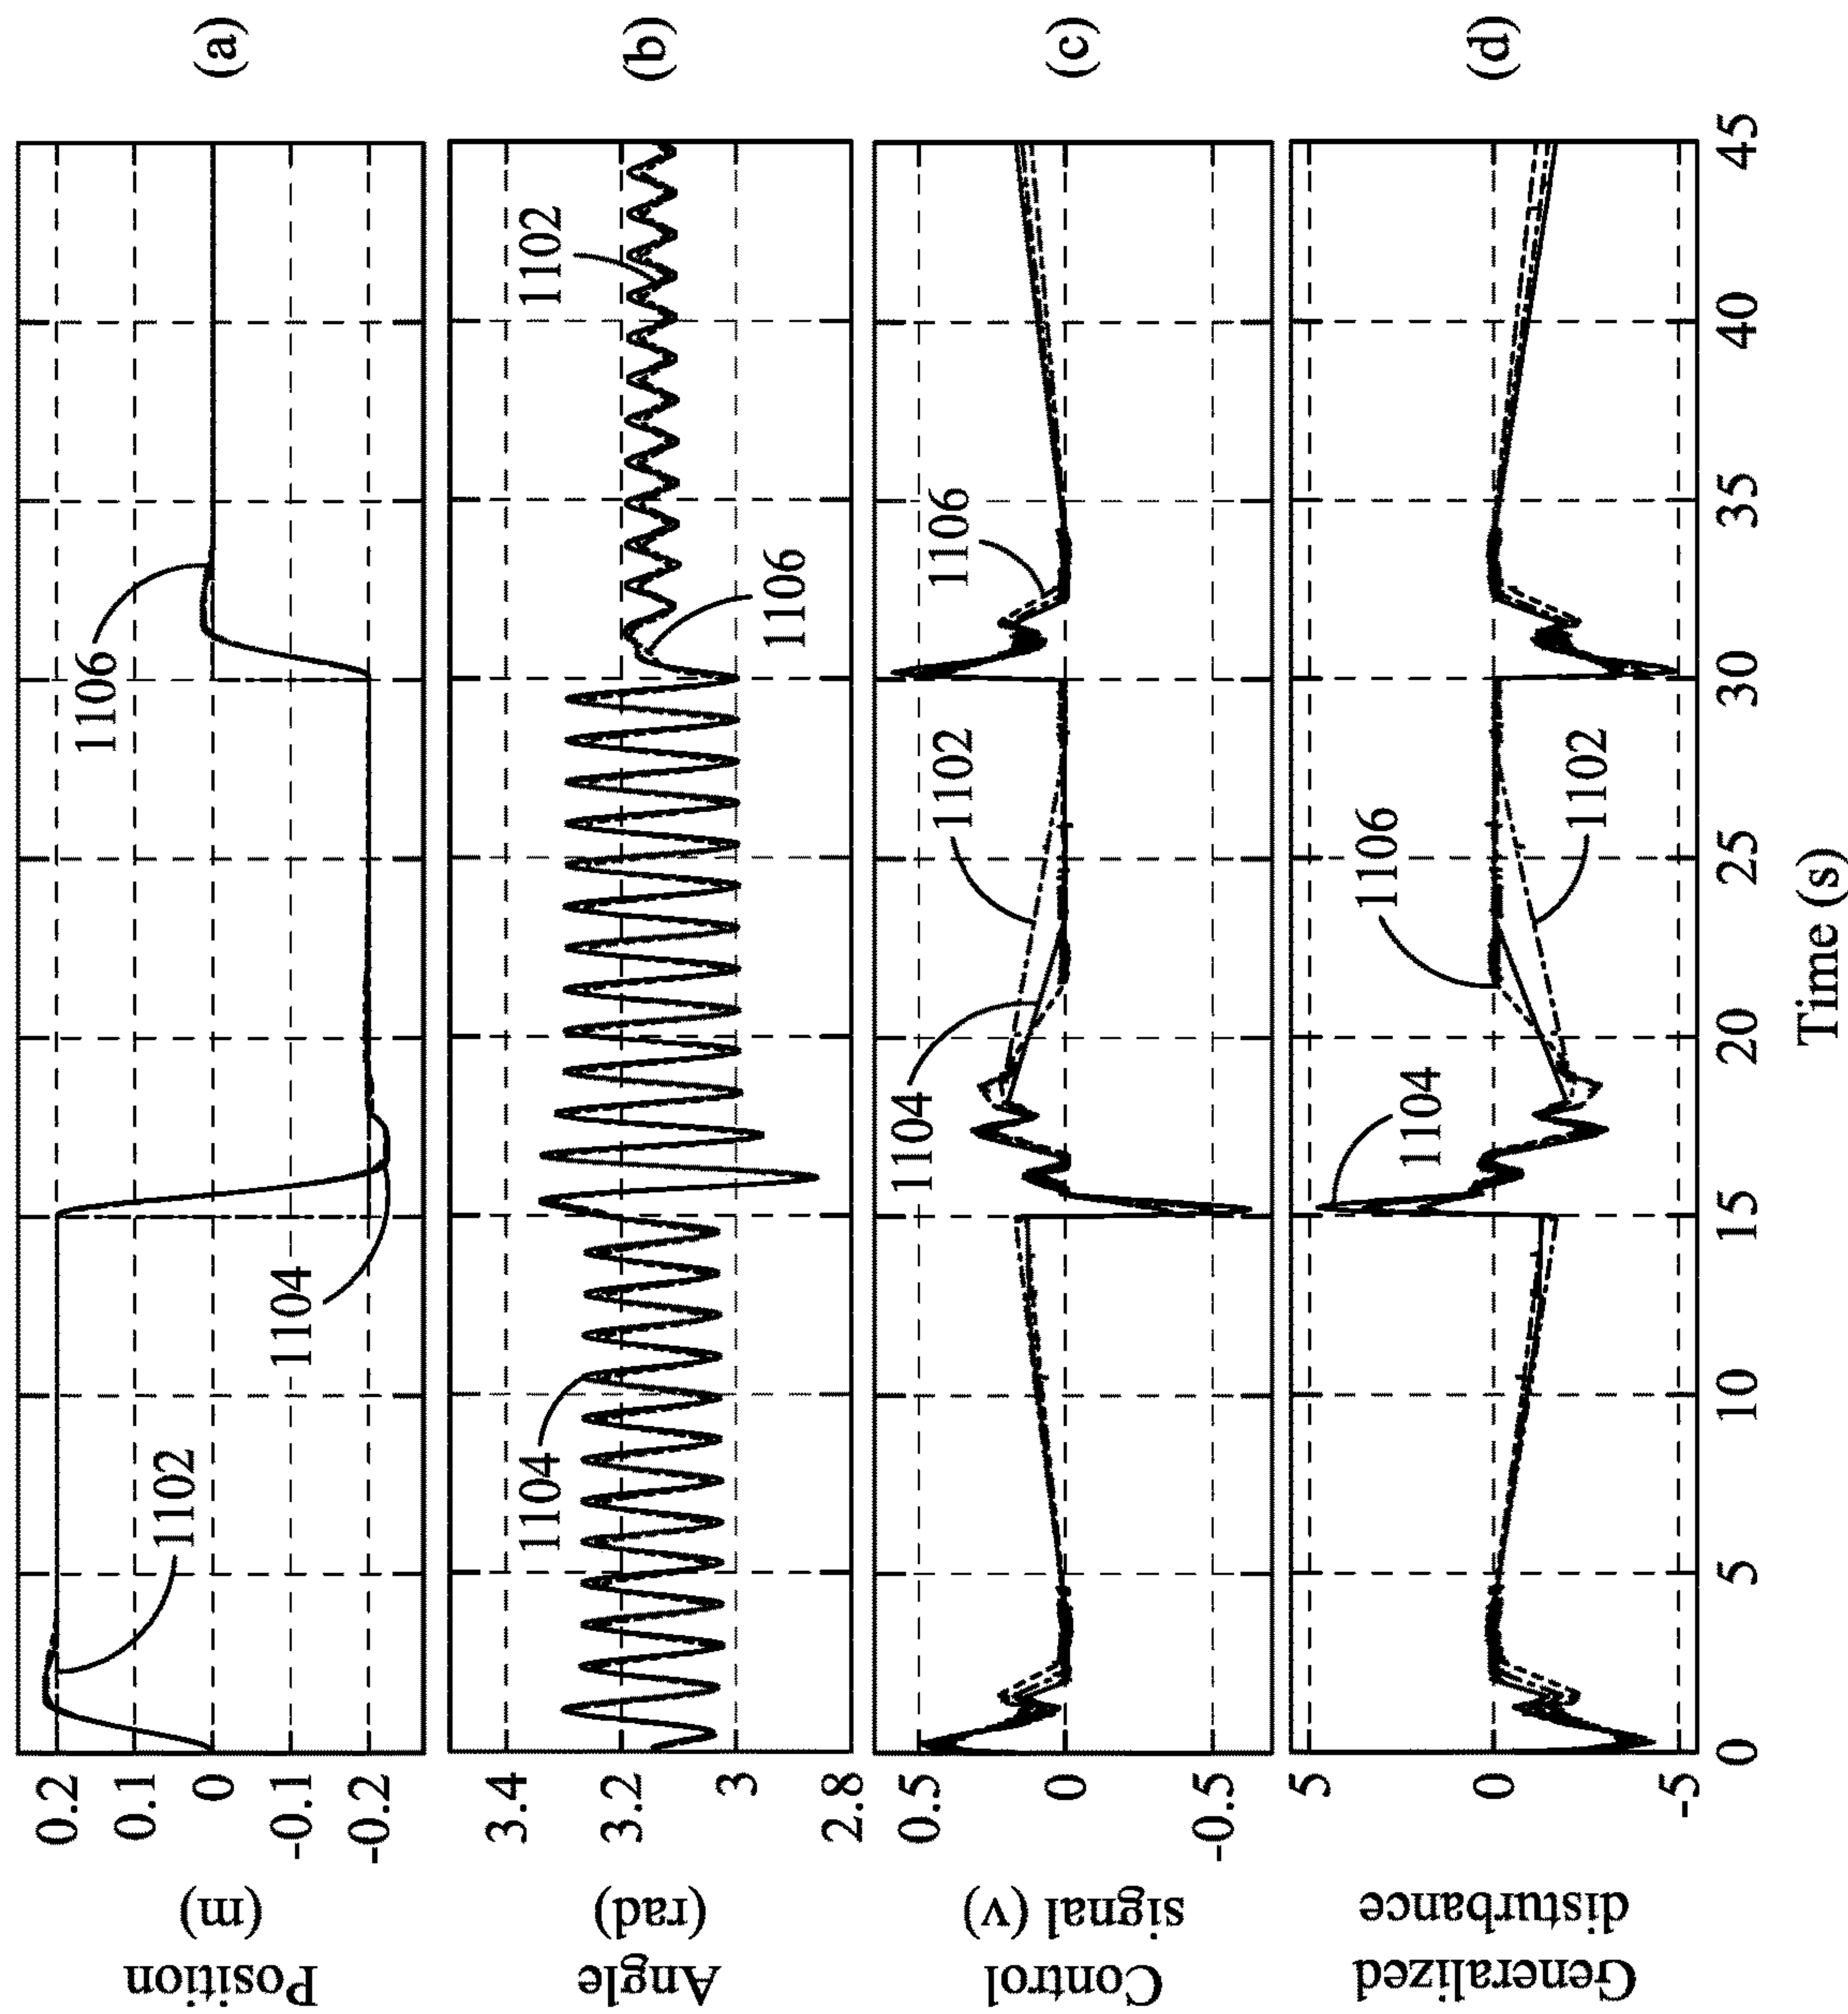 Position
(m)
0.2
0.1
0
-0.1
-0.2
1102
1104
1106
(a)
Angle
(rad)
3.4
3.2
3
2.8
1104
1106
1102
(b)
Control
signal (v)
0.5
0
-0.5
1104
1102
1106
(c)
Generalized
disturbance
5
0
-5
1104
1106
1102
(d)
0 5 10 15 20 25 30 35 40 45
Time (s)